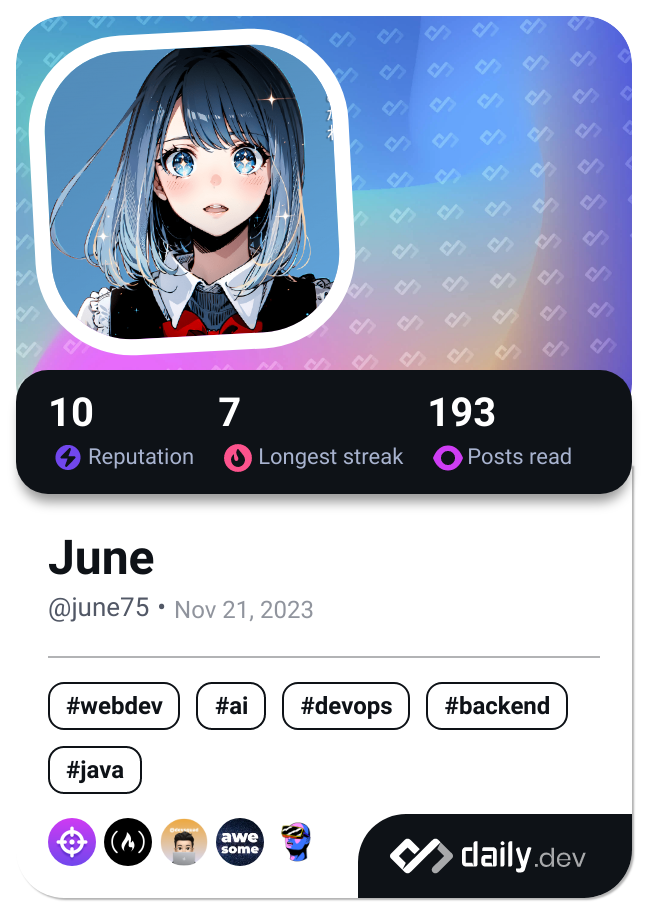 10
7
193
Reputation
Longest streak
Posts read
June
@june75 • Nov 21, 2023
#webdev
#ai
#devops
#backend
#java
awe
some
daily.dev